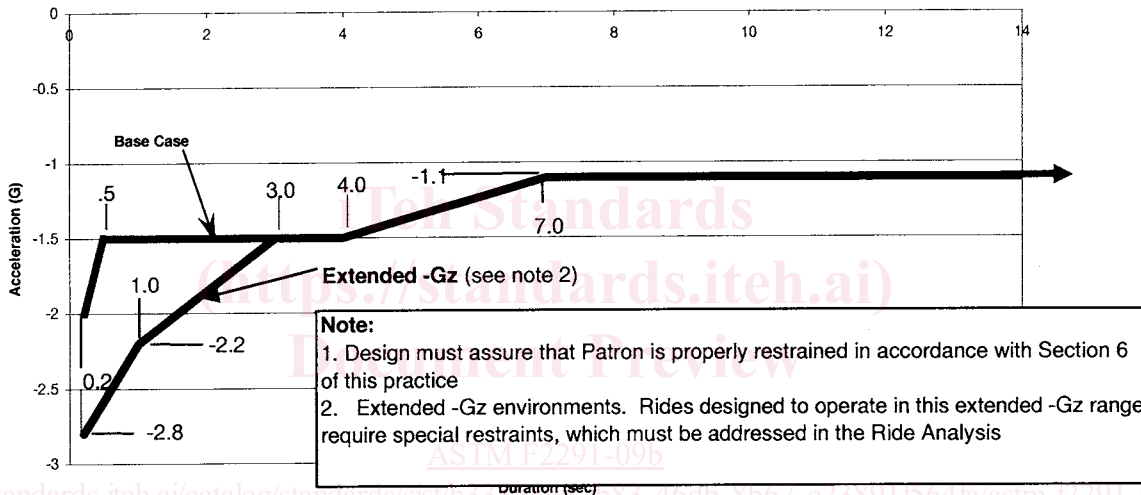 0
0 2 4 6 8 10 12 14
-0.5
Base Case
-1
.5 3.0 4.0 -1.1
iTeh Standards
7.0
-1.5
(https://standards.iteh.ai)
Extended -Gz (see note 2)
Acceleration (G)
1.0
-2
-2.2
Document Preview
Note:
1. Design must assure that Patron is properly restrained in accordance with Section 6
of this practice
2. Extended -Gz environments. Rides designed to operate in this extended -Gz range
require special restraints, which must be addressed in the Ride Analysis
0.2
-2.5
-2.8
-3
ASTM F2291-09b
Duration (sec)